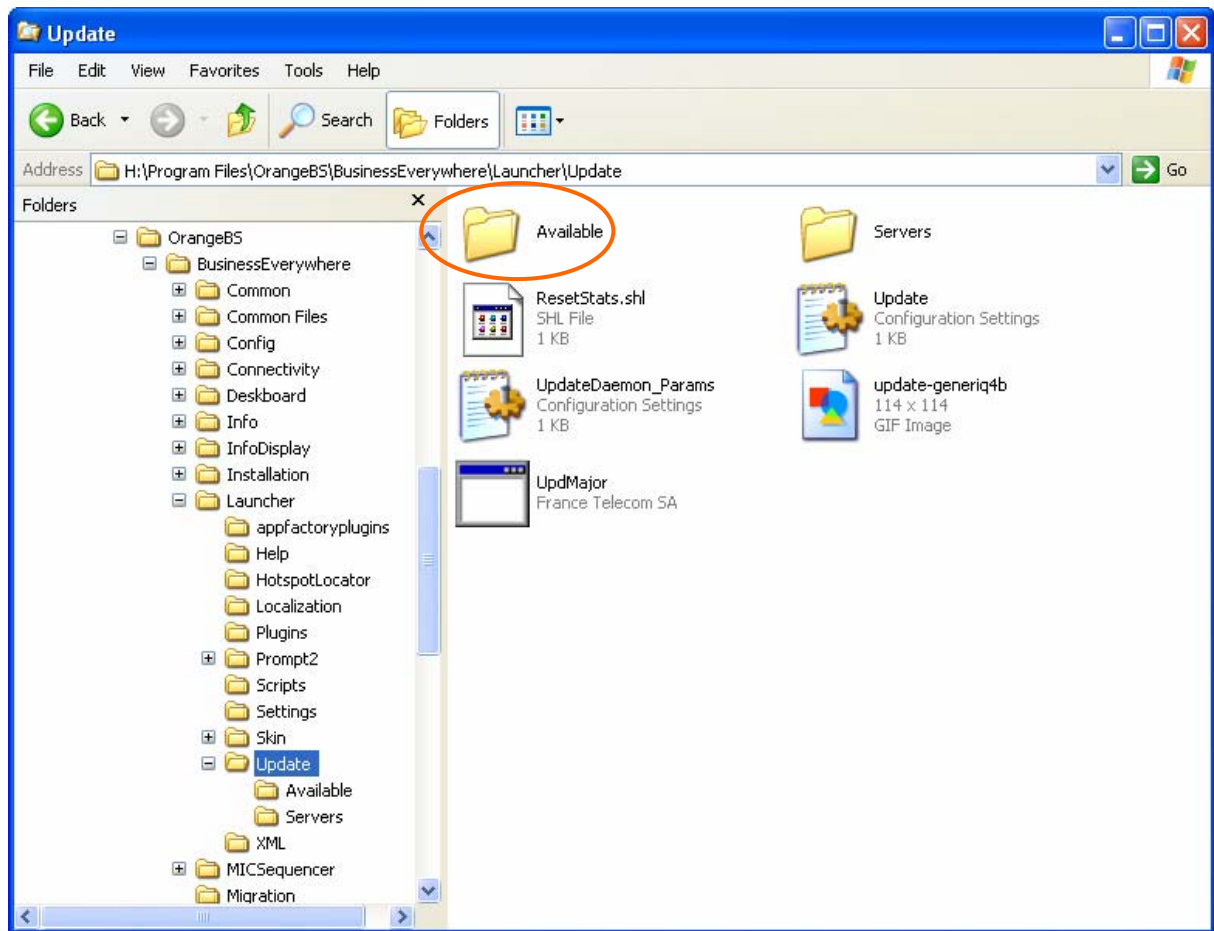 Update
File Edit View Favorites Tools Help
Back Search Folders
Address H:\Program Files\OrangeBS\BusinessEverywhere\Launcher\Update Go
Folders
OrangeBS
BusinessEverywhere
Common
Common Files
Config
Connectivity
Deskboard
Info
InfoDisplay
Installation
Launcher
appfactoryplugins
Help
HotspotLocator
Localization
Plugins
Prompt2
Scripts
Settings
Skin
Update
Available
Servers
XML
MICSequencer
Migration
Available
Servers
ResetStats.shl
SHL File
1 KB
Update
Configuration Settings
1 KB
UpdateDaemon_Params
Configuration Settings
1 KB
update-generiq4b
114 x 114
GIF Image
UpdMajor
France Telecom SA